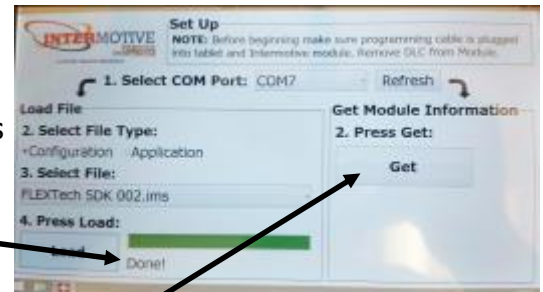 INTERMOTIVE
Set Up
NOTE: Before beginning make sure programming cable is plugged
into tablet and Intermotive module. Remove DLC from Module.
1. Select COM Port: COM7 Refresh
Load File
Get Module Information
2. Select File Type:
2. Press Get:
Configuration Application
Get
3. Select File:
FLEXTech SDK 002.ims
4. Press Load:
Load
Done!
s